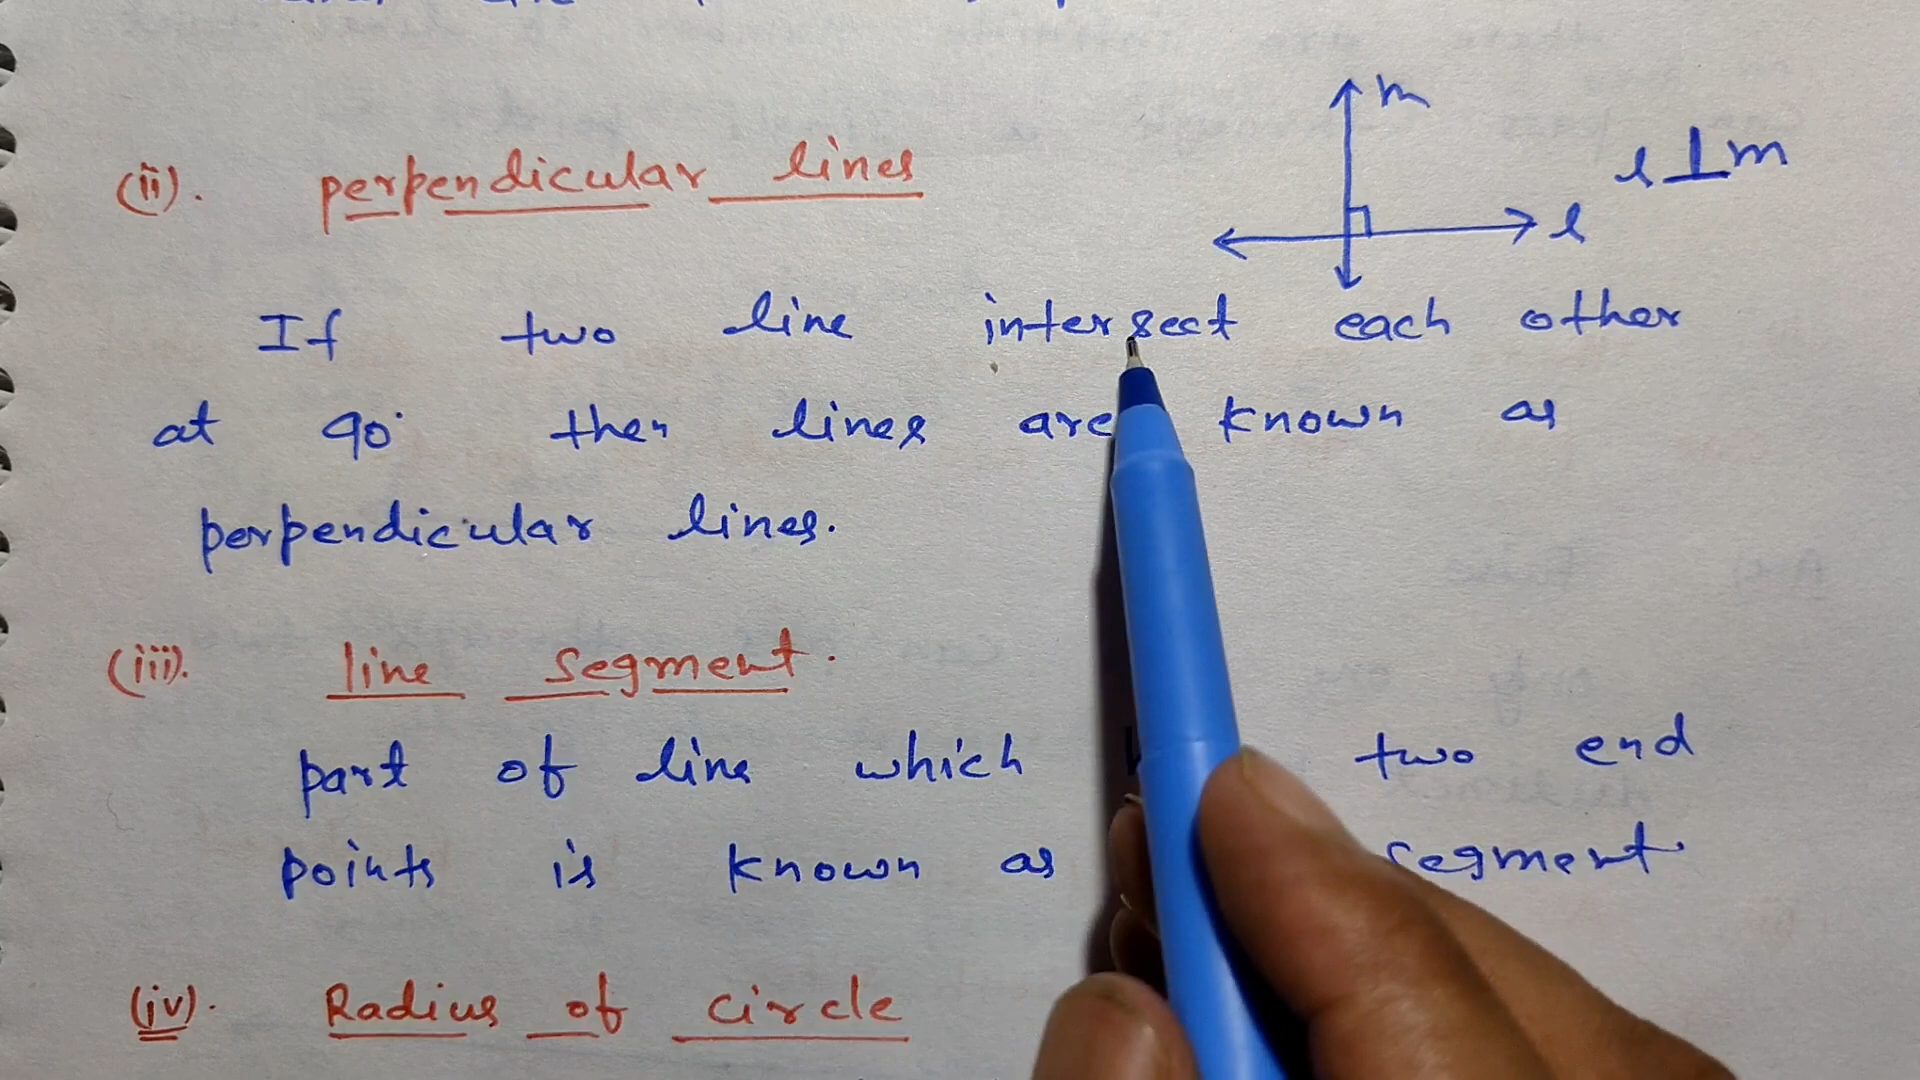 m
(ii). perpendicular lines
l ⊥ m
l
If two line intersect each other
at 90° then lines are known as
perpendicular lines.
(iii). line segment.
part of line which two end
points is known as segment
(iv). Radius of circle